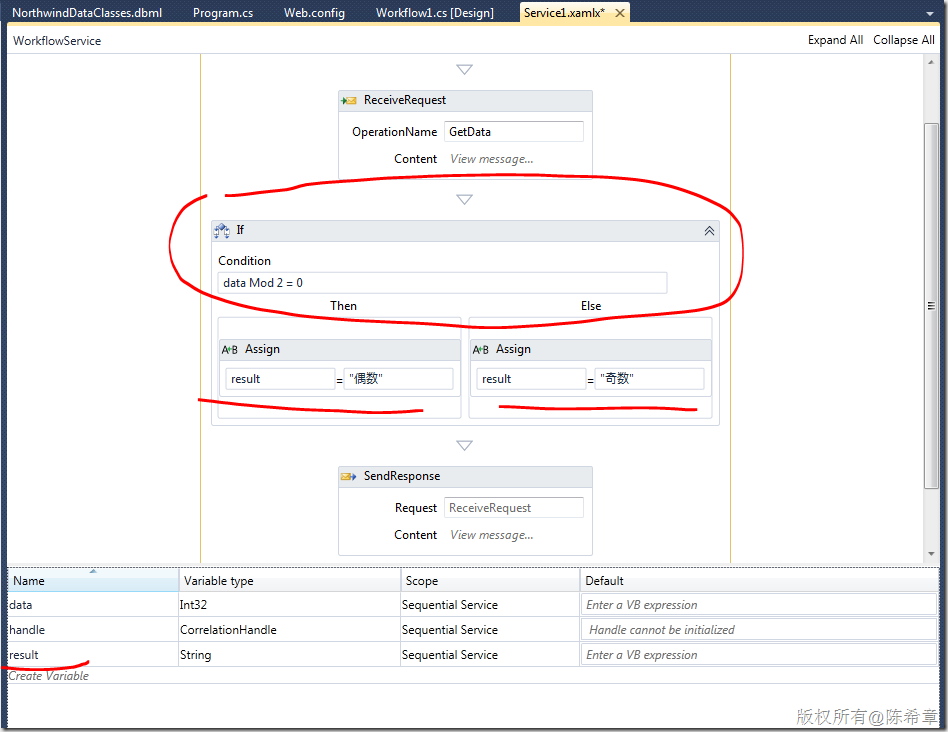 NorthwindDataClasses.dbml Program.cs Web.config Workflow1.cs [Design] Service1.xamlx*
WorkflowService Expand All Collapse All
ReceiveRequest
OperationName GetData
Content View message...
If
Condition
data Mod 2 = 0
Then Else
A+B Assign A+B Assign
result = "偶数" result = "奇数"
SendResponse
Request ReceiveRequest
Content View message...
Name Variable type Scope Default
data Int32 Sequential Service Enter a VB expression
handle CorrelationHandle Sequential Service Handle cannot be initialized
result String Sequential Service Enter a VB expression
Create Variable
版权所有@陈希章